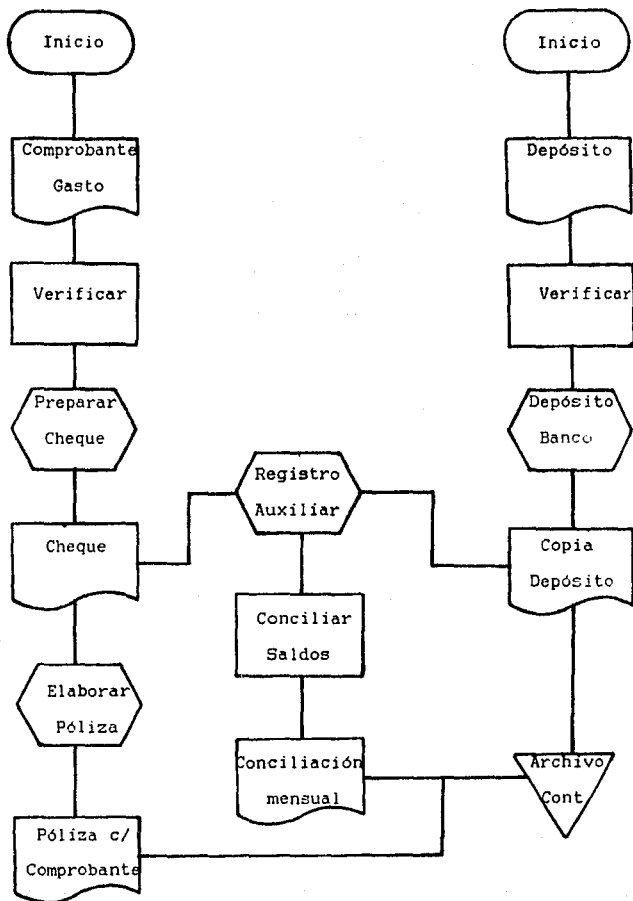 Inicio
Comprobante
Gasto
Verificar
Preparar
Cheque
Cheque
Elaborar
Póliza
Póliza c/
Comprobante
Registro
Auxiliar
Conciliar
Saldos
Conciliación
mensual
Inicio
Depósito
Verificar
Depósito
Banco
Copia
Depósito
Archivo
Cont.